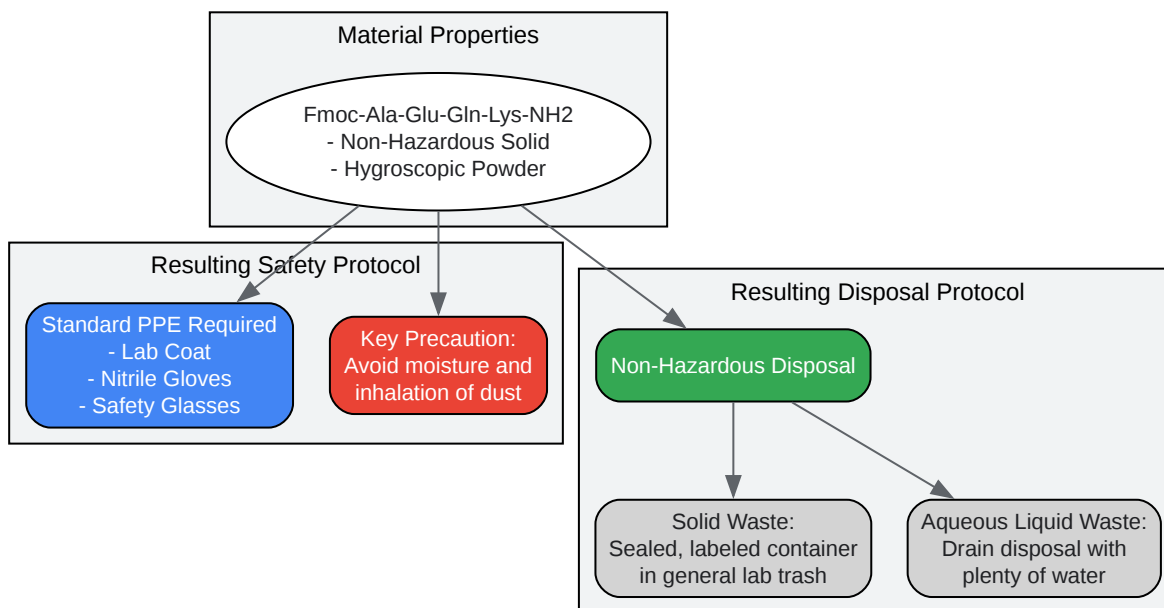 Material Properties
Fmoc-Ala-Glu-Gln-Lys-NH2
- Non-Hazardous Solid
- Hygroscopic Powder
Resulting Safety Protocol
Standard PPE Required
- Lab Coat
- Nitrile Gloves
- Safety Glasses
Key Precaution:
Avoid moisture and
inhalation of dust
Resulting Disposal Protocol
Non-Hazardous Disposal
Solid Waste:
Sealed, labeled container
in general lab trash
Aqueous Liquid Waste:
Drain disposal with
plenty of water